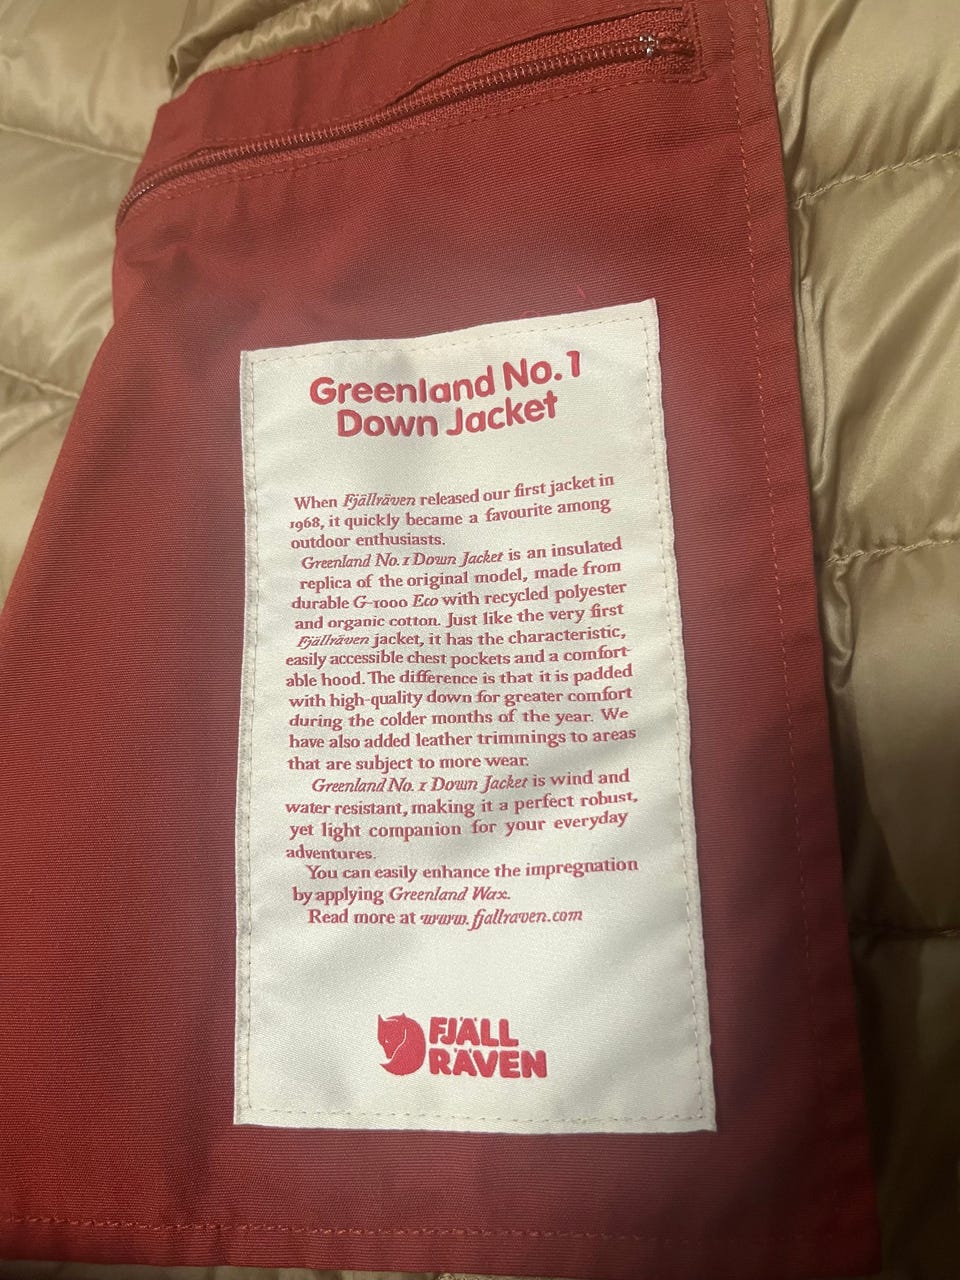 Greenland No.1
Down Jacket
When Fjällräven released our first jacket in
1968, it quickly became a favourite among
outdoor enthusiasts.
Greenland No. 1 Down Jacket is an insulated
replica of the original model, made from
durable G-1000 Eco with recycled polyester
and organic cotton. Just like the very first
Fjällräven jacket, it has the characteristic,
easily accessible chest pockets and a comfort-
able hood. The difference is that it is padded
with high-quality down for greater comfort
during the colder months of the year. We
have also added leather trimmings to areas
that are subject to more wear.
Greenland No. 1 Down Jacket is wind and
water resistant, making it a perfect robust,
yet light companion for your everyday
adventures.
You can easily enhance the impregnation
by applying Greenland Wax.
Read more at www.fjallraven.com
FJÄLL
RÄVEN